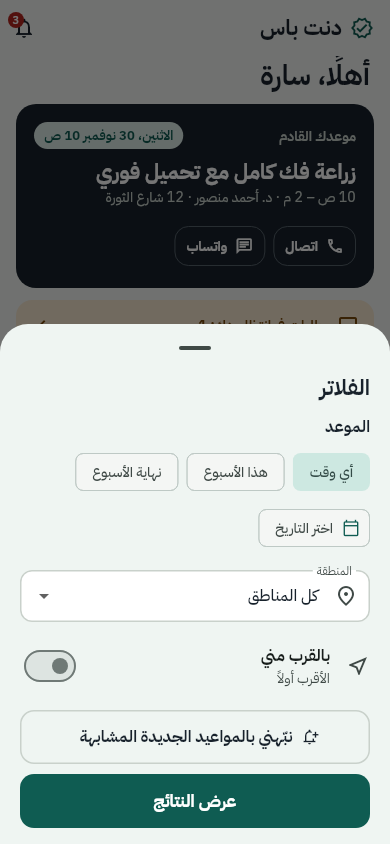 دنت باس
3
أهلًا، سارة
موعدك القادم
الاثنين، 30 نوفمبر 10 ص
زراعة فك كامل مع تحميل فوري
10 ص – 2 م · د. أحمد منصور · 12 شارع الثورة
اتصال
واتساب
الفلاتر
الموعد
أي وقت
هذا الأسبوع
نهاية الأسبوع
اختر التاريخ
المنطقة
كل المناطق
بالقرب مني
الأقرب أولاً
نبّهني بالمواعيد الجديدة المشابهة
عرض النتائج